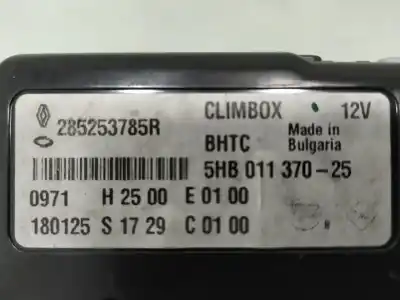 285253785R
CLIMBOX 12V
BHTC
Made in
Bulgaria
5HB 011 370-25
0971 H 25 00 E 01 00
180125 S 17 29 C 01 00